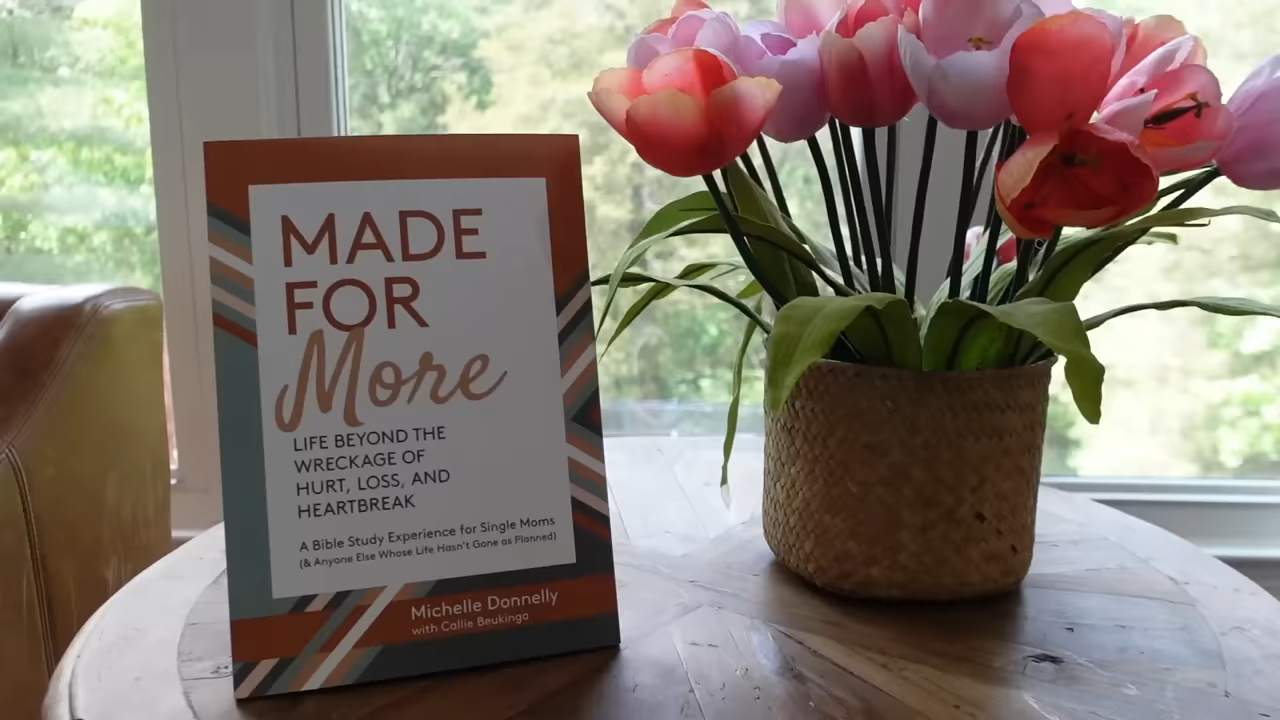 MADE
FOR
More
LIFE BEYOND THE
WRECKAGE OF
HURT, LOSS, AND
HEARTBREAK
A Bible Study Experience for Single Moms
(& Anyone Else Whose Life Hasn't Gone as Planned)
Michelle Donnelly
with Callie Beukinga